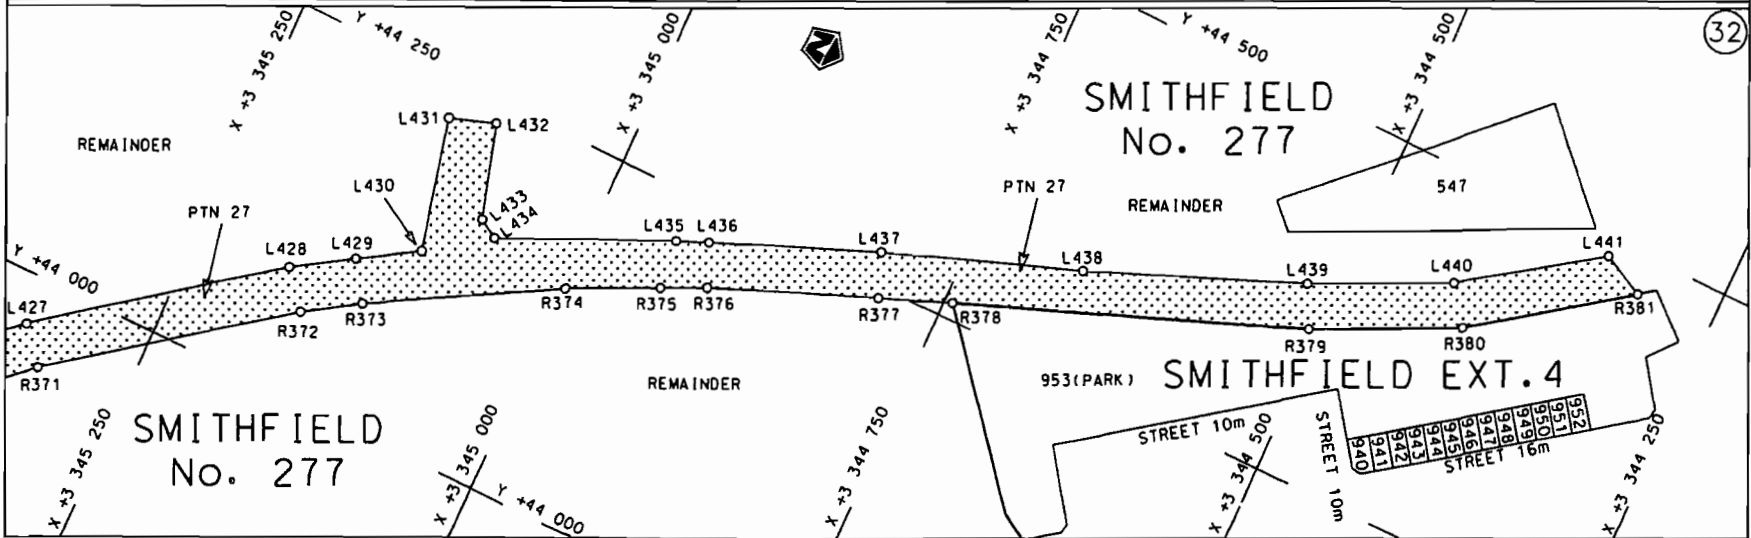 X +3 345 250
Y +44 250
X +3 345 000
N
X +3 344 750
Y +44 500
X +3 344 500
32
SMITHFIELD
No. 277
REMAINDER
L431
L432
L430
PTN 27
L433
L434
PTN 27
REMAINDER
547
Y +44 000
L427
L428
L429
L435
L436
L437
L438
L439
L440
L441
R371
R372
R373
R374
R375
R376
R377
R378
R379
R380
R381
REMAINDER
953(PARK)
SMITHFIELD EXT.4
SMITHFIELD
No. 277
X +3 345 250
X +3 345 000
Y +44 000
X +3 344 750
STREET 10m
X +3 344 500
STREET 10m
940
941
942
943
944
945
946
947
948
949
950
951
952
STREET 16m
X +3 344 250